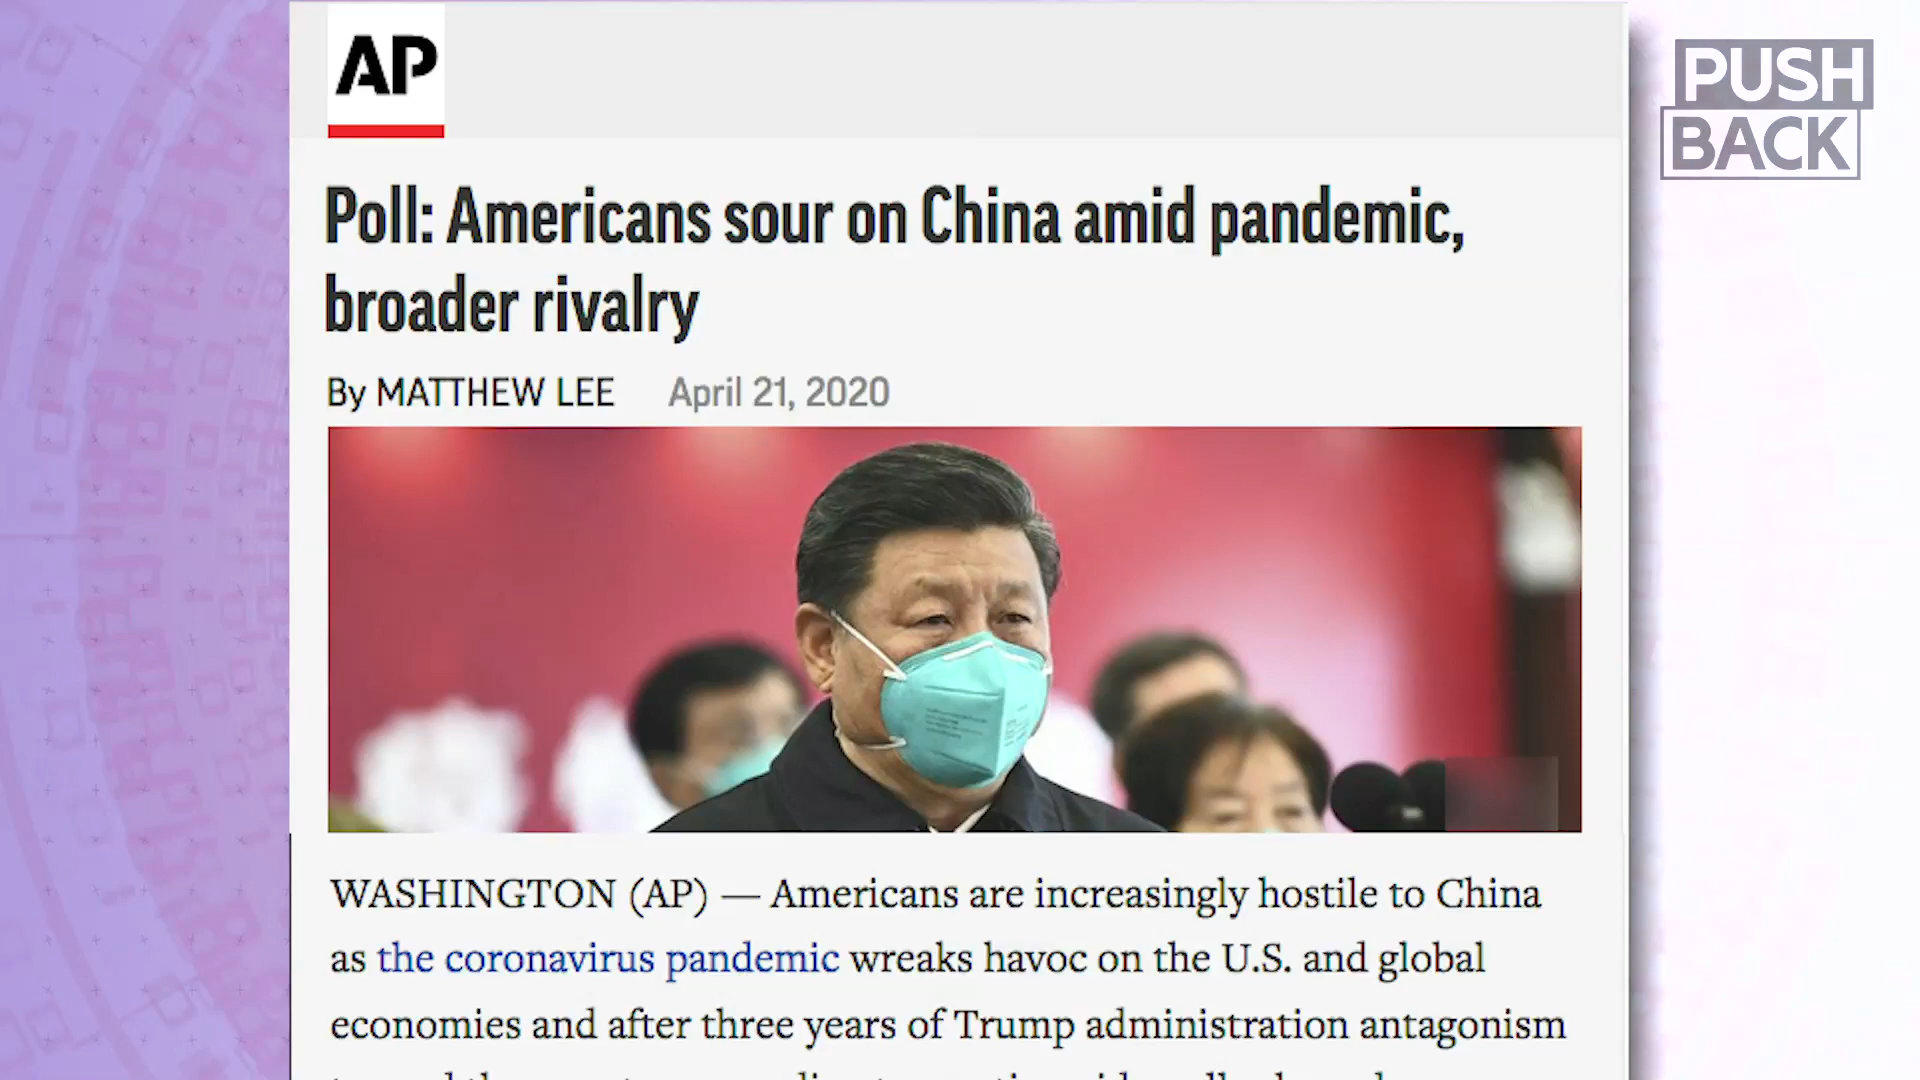 AP
PUSH
BACK
Poll: Americans sour on China amid pandemic,
broader rivalry
By MATTHEW LEE April 21, 2020
WASHINGTON (AP) — Americans are increasingly hostile to China
as the coronavirus pandemic wreaks havoc on the U.S. and global
economies and after three years of Trump administration antagonism